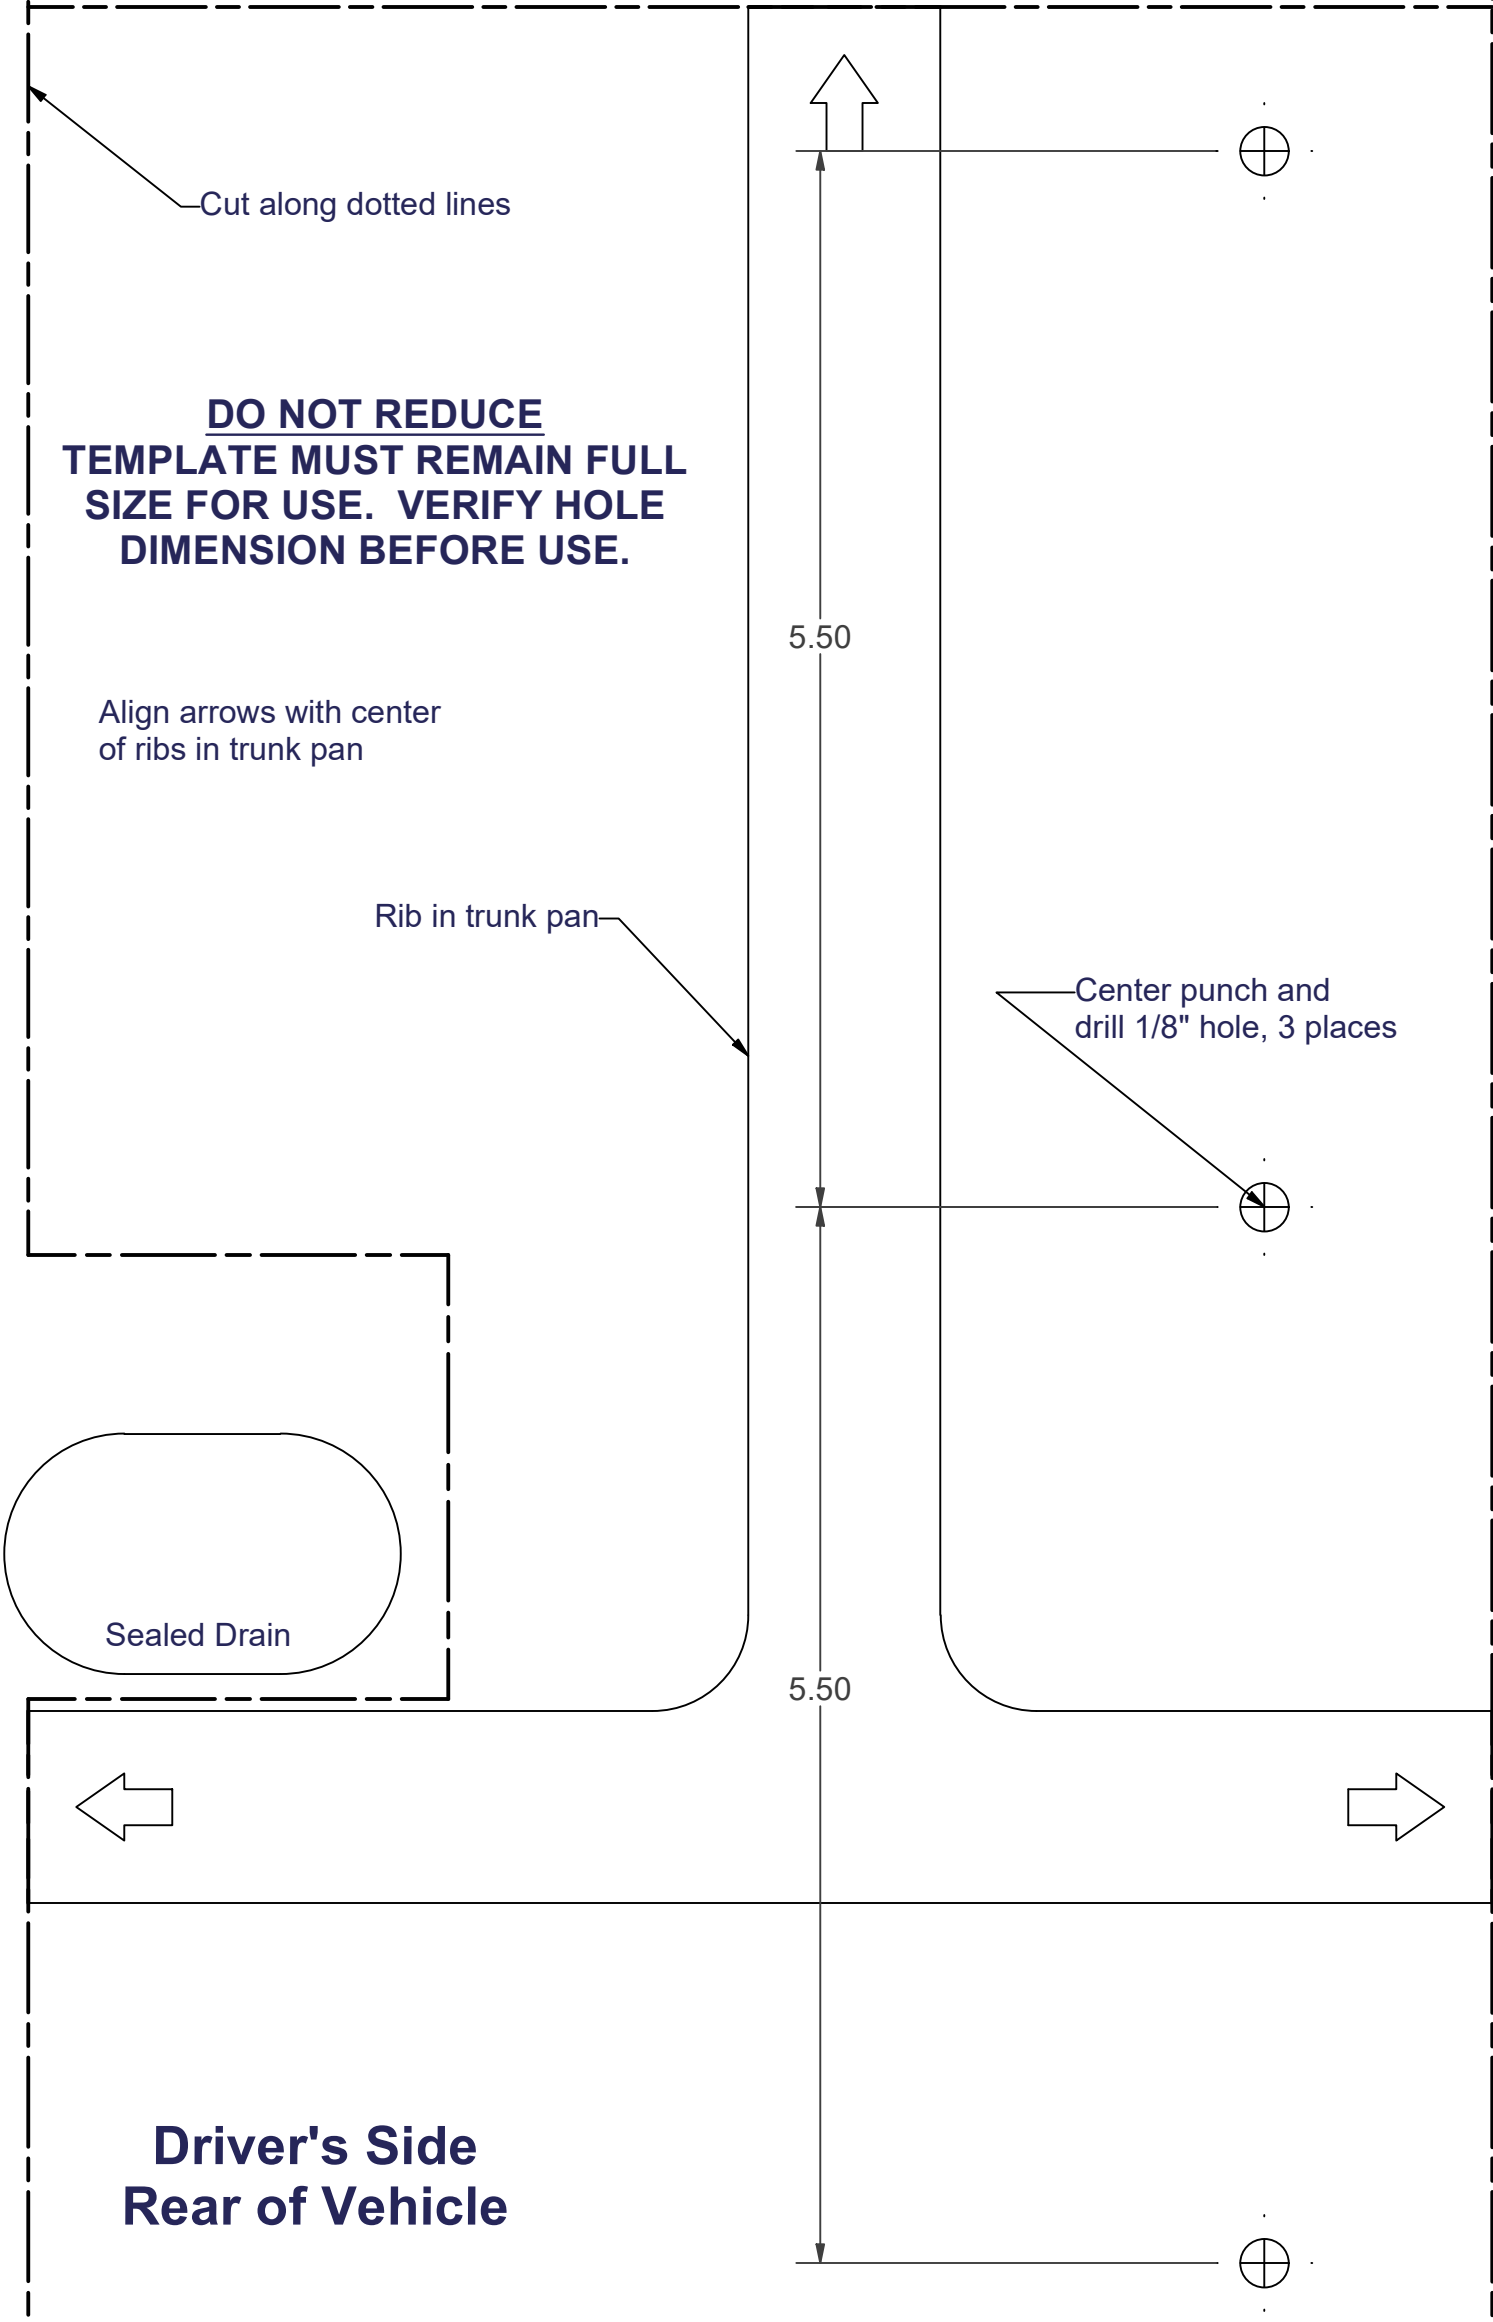 Cut along dotted lines
DO NOT REDUCE
TEMPLATE MUST REMAIN FULL
SIZE FOR USE.  VERIFY HOLE
DIMENSION BEFORE USE.
5.50
Align arrows with center
of ribs in trunk pan
Rib in trunk pan
Center punch and
drill 1/8" hole, 3 places
Sealed Drain
5.50
Driver's Side
Rear of Vehicle